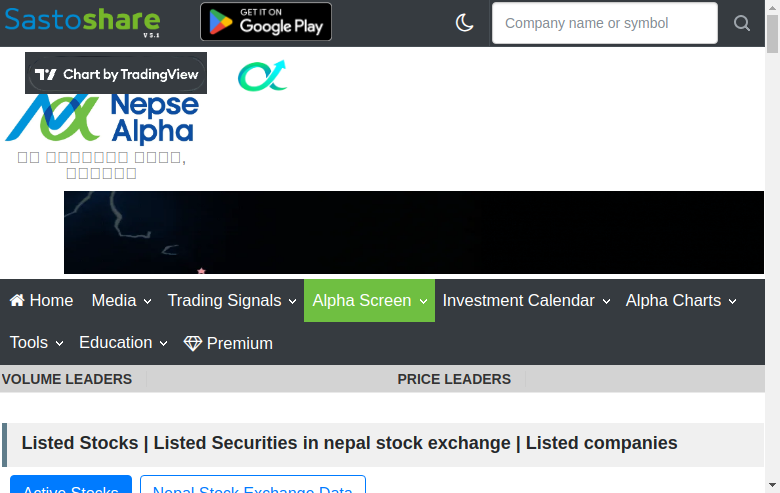 Sastoshare
V 5.1
GET IT ON
Google Play
Company name or symbol
Chart by TradingView
Nepse
Alpha
Home Media Trading Signals Alpha Screen Investment Calendar Alpha Charts
Tools Education Premium
VOLUME LEADERS PRICE LEADERS
Listed Stocks | Listed Securities in nepal stock exchange | Listed companies
Active Stocks Nepal Stock Exchange Data